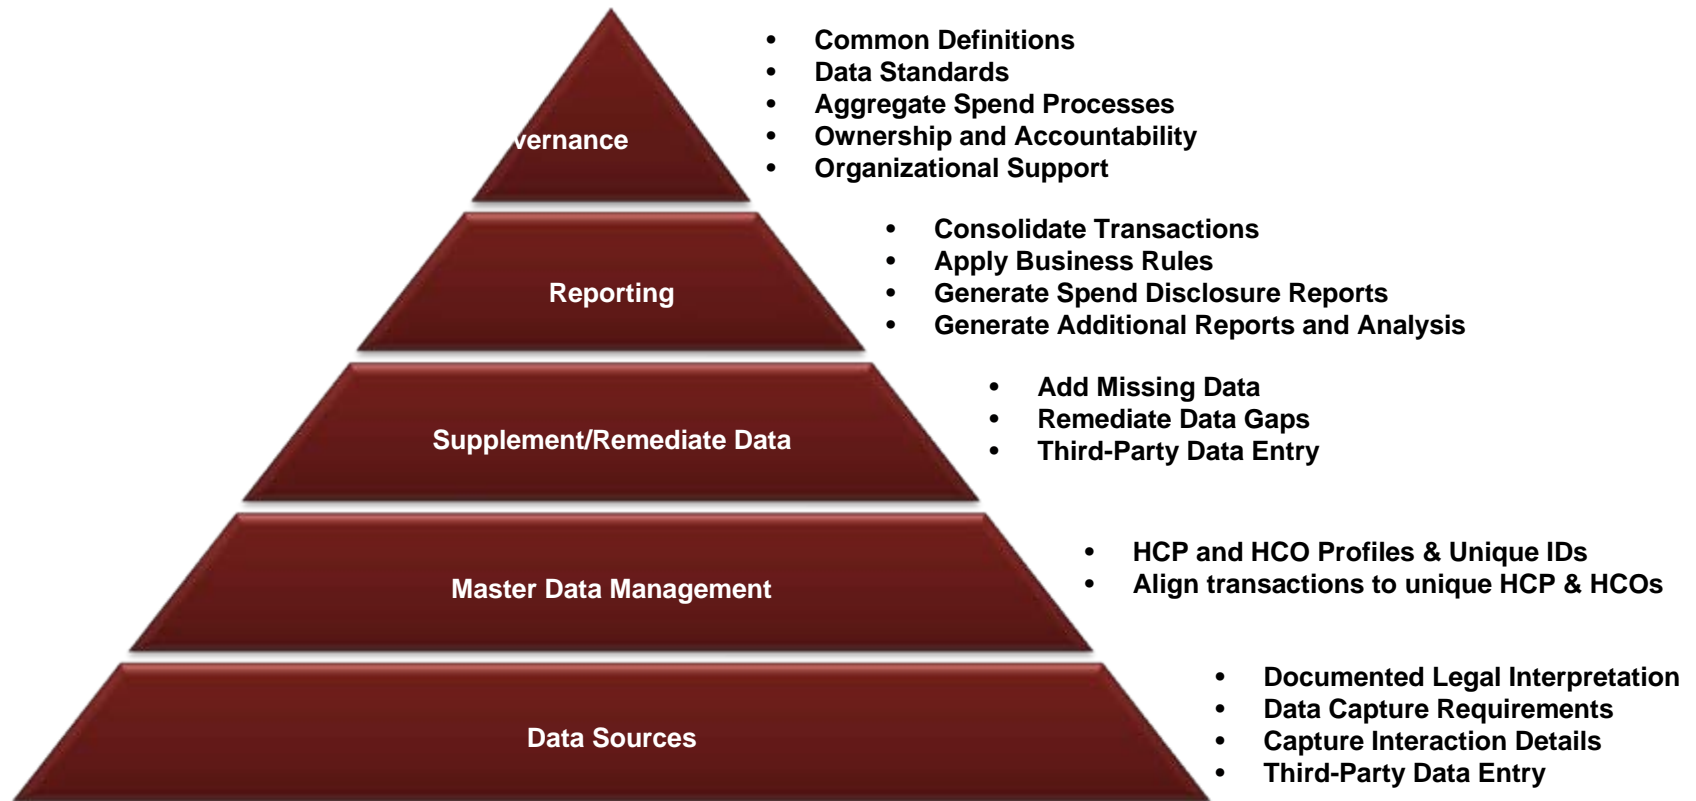 • Common Definitions
• Data Standards
• Aggregate Spend Processes
• Ownership and Accountability
• Organizational Support
vernance
• Consolidate Transactions
• Apply Business Rules
• Generate Spend Disclosure Reports
• Generate Additional Reports and Analysis
Reporting
• Add Missing Data
• Remediate Data Gaps
• Third-Party Data Entry
Supplement/Remediate Data
• HCP and HCO Profiles & Unique IDs
• Align transactions to unique HCP & HCOs
Master Data Management
• Documented Legal Interpretation
• Data Capture Requirements
• Capture Interaction Details
• Third-Party Data Entry
Data Sources